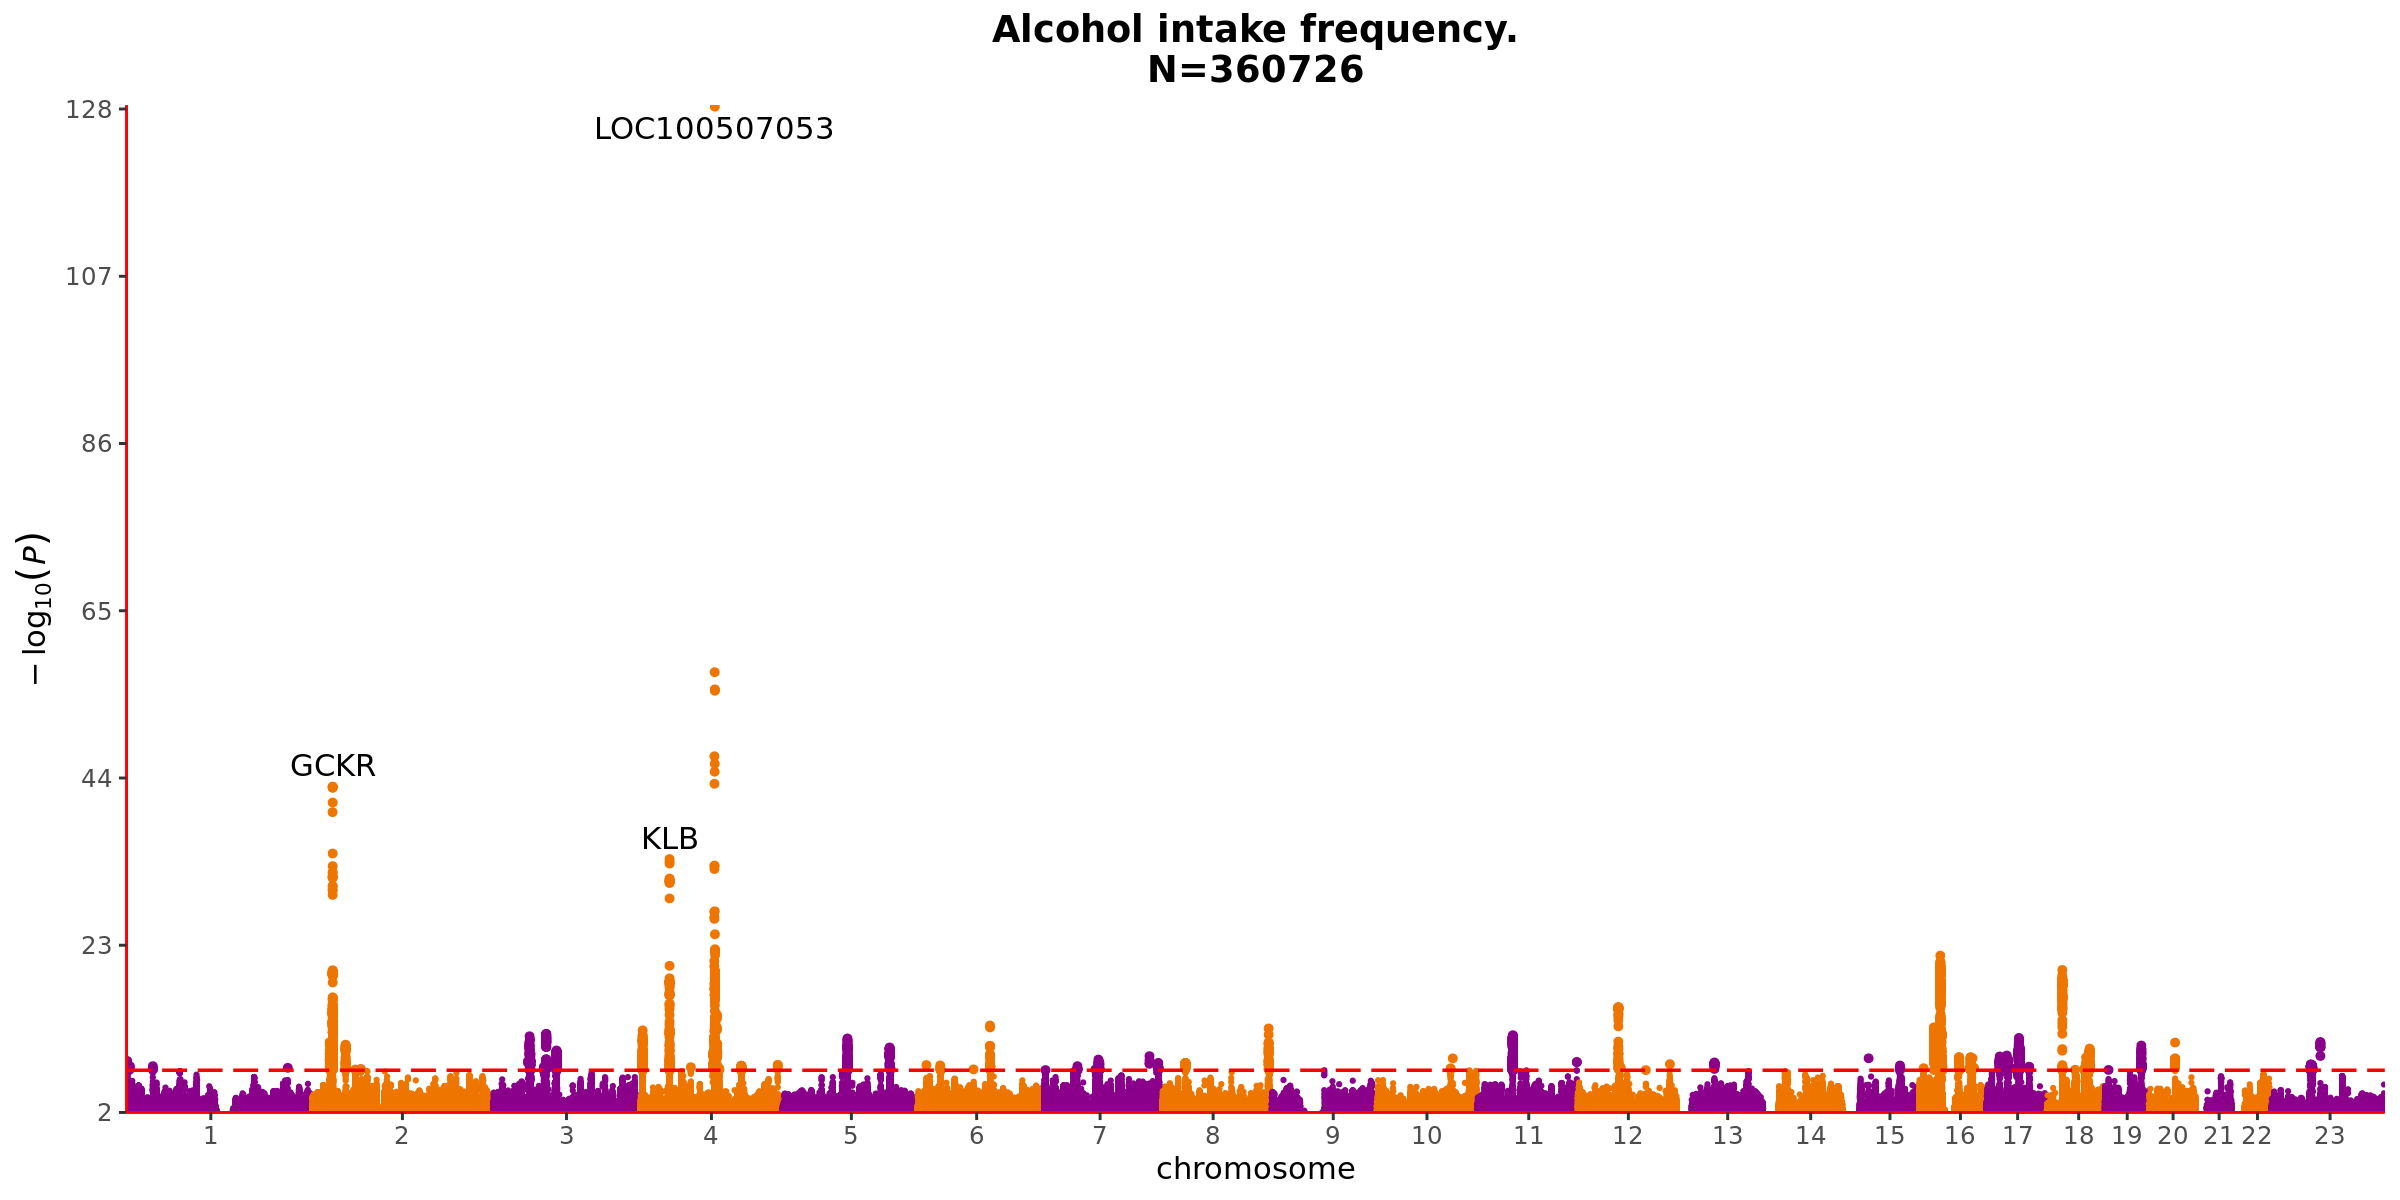 Alcohol intake frequency.
N=360726
128
LOC100507053
107
86
65
− log10(P)
GCKR
44
KLB
23
2
1 2 3 4 5 6 7 8 9 10 11 12 13 14 15 16 17 18 19 20 21 22 23
chromosome